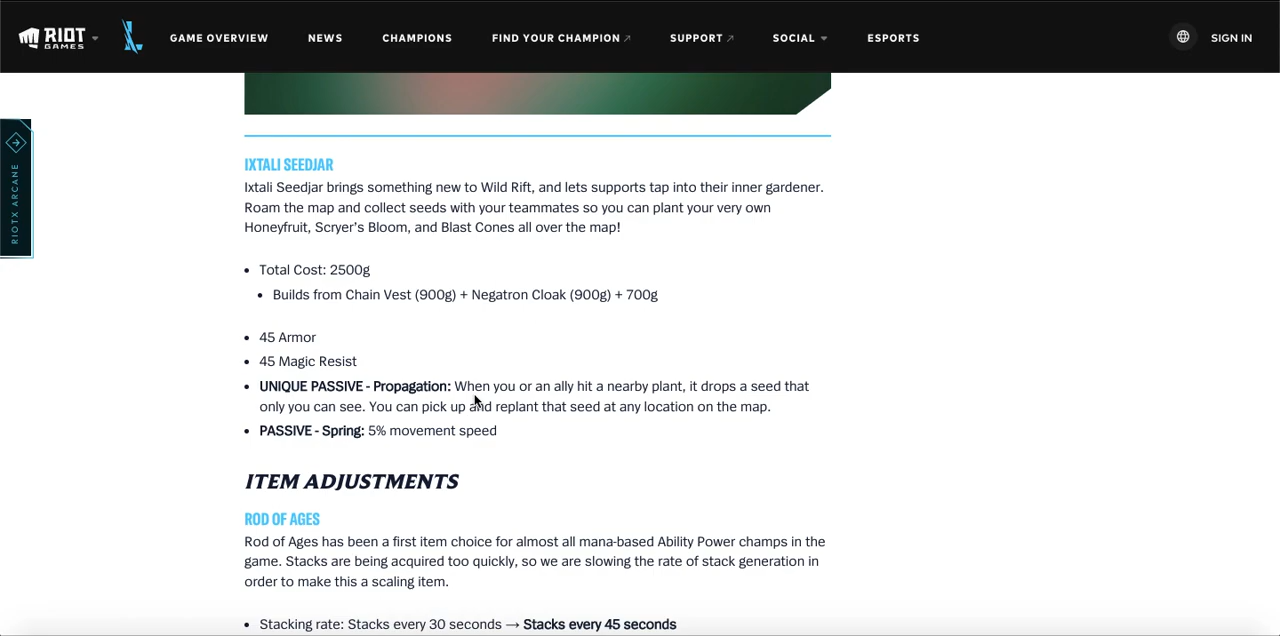 RIOT GAMES GAME OVERVIEW NEWS CHAMPIONS FIND YOUR CHAMPION SUPPORT SOCIAL ESPORTS SIGN IN
RIOTX ARCANE
IXTALI SEEDJAR
Ixtali Seedjar brings something new to Wild Rift, and lets supports tap into their inner gardener.
Roam the map and collect seeds with your teammates so you can plant your very own
Honeyfruit, Scryer's Bloom, and Blast Cones all over the map!
• Total Cost: 2500g
• Builds from Chain Vest (900g) + Negatron Cloak (900g) + 700g
• 45 Armor
• 45 Magic Resist
• UNIQUE PASSIVE - Propagation: When you or an ally hit a nearby plant, it drops a seed that
only you can see. You can pick up and replant that seed at any location on the map.
• PASSIVE - Spring: 5% movement speed
ITEM ADJUSTMENTS
ROD OF AGES
Rod of Ages has been a first item choice for almost all mana-based Ability Power champs in the
game. Stacks are being acquired too quickly, so we are slowing the rate of stack generation in
order to make this a scaling item.
• Stacking rate: Stacks every 30 seconds → Stacks every 45 seconds